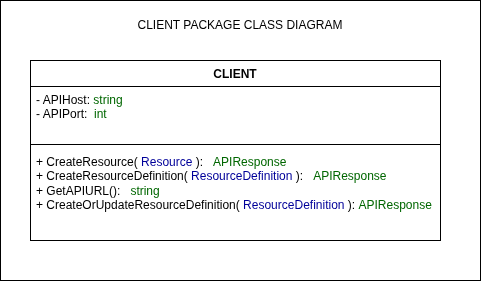 CLIENT PACKAGE CLASS DIAGRAM
CLIENT
- APIHost: string
- APIPort: int
+ CreateResource( Resource ): APIResponse
+ CreateResourceDefinition( ResourceDefinition ): APIResponse
+ GetAPIURL(): string
+ CreateOrUpdateResourceDefinition( ResourceDefinition ): APIResponse